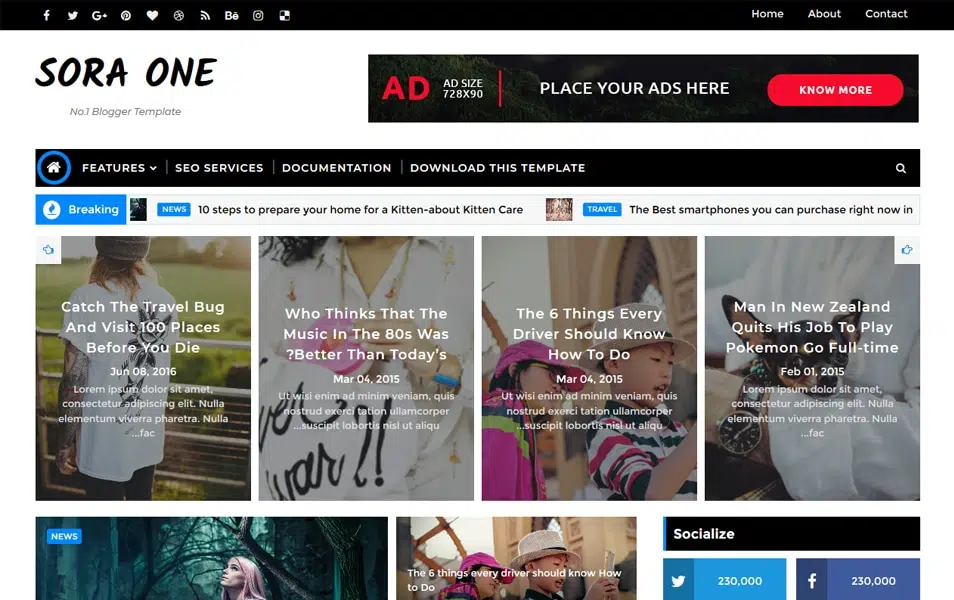 Home About Contact
SORA ONE
No.1 Blogger Template
AD AD SIZE
728X90
PLACE YOUR ADS HERE
KNOW MORE
FEATURES SEO SERVICES DOCUMENTATION DOWNLOAD THIS TEMPLATE
Breaking NEWS 10 steps to prepare your home for a Kitten-about Kitten Care TRAVEL The Best smartphones you can purchase right now in
Catch The Travel Bug
And Visit 100 Places
Before You Die
Jun 08, 2016
Lorem ipsum dolor sit amet,
consectetur adipiscing elit. Nulla
elementum viverra pharetra. Nulla
...fac
Who Thinks That The
Music In The 80s Was
?Better Than Today's
Mar 04, 2015
Ut wisi enim ad minim veniam, quis
nostrud exerci tation ullamcorper
...suscipit lobortis nisl ut aliqu
war!!
The 6 Things Every
Driver Should Know
How To Do
Mar 04, 2015
Ut wisi enim ad minim veniam, quis
nostrud exerci tation ullamcorper
...suscipit lobortis nisl ut aliqu
Man In New Zealand
Quits His Job To Play
Pokemon Go Full-time
Feb 01, 2015
Lorem ipsum dolor sit amet,
consectetur adipiscing elit. Nulla
elementum viverra pharetra. Nulla
...fac
NEWS
The 6 things every driver should know How
to Do
Socialize
230,000
230,000